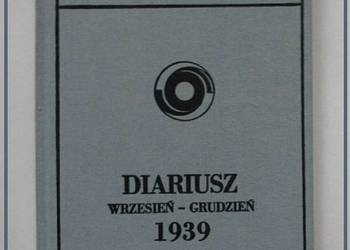 DIARIUSZ
WRZESIEŃ – GRUDZIEŃ
1939